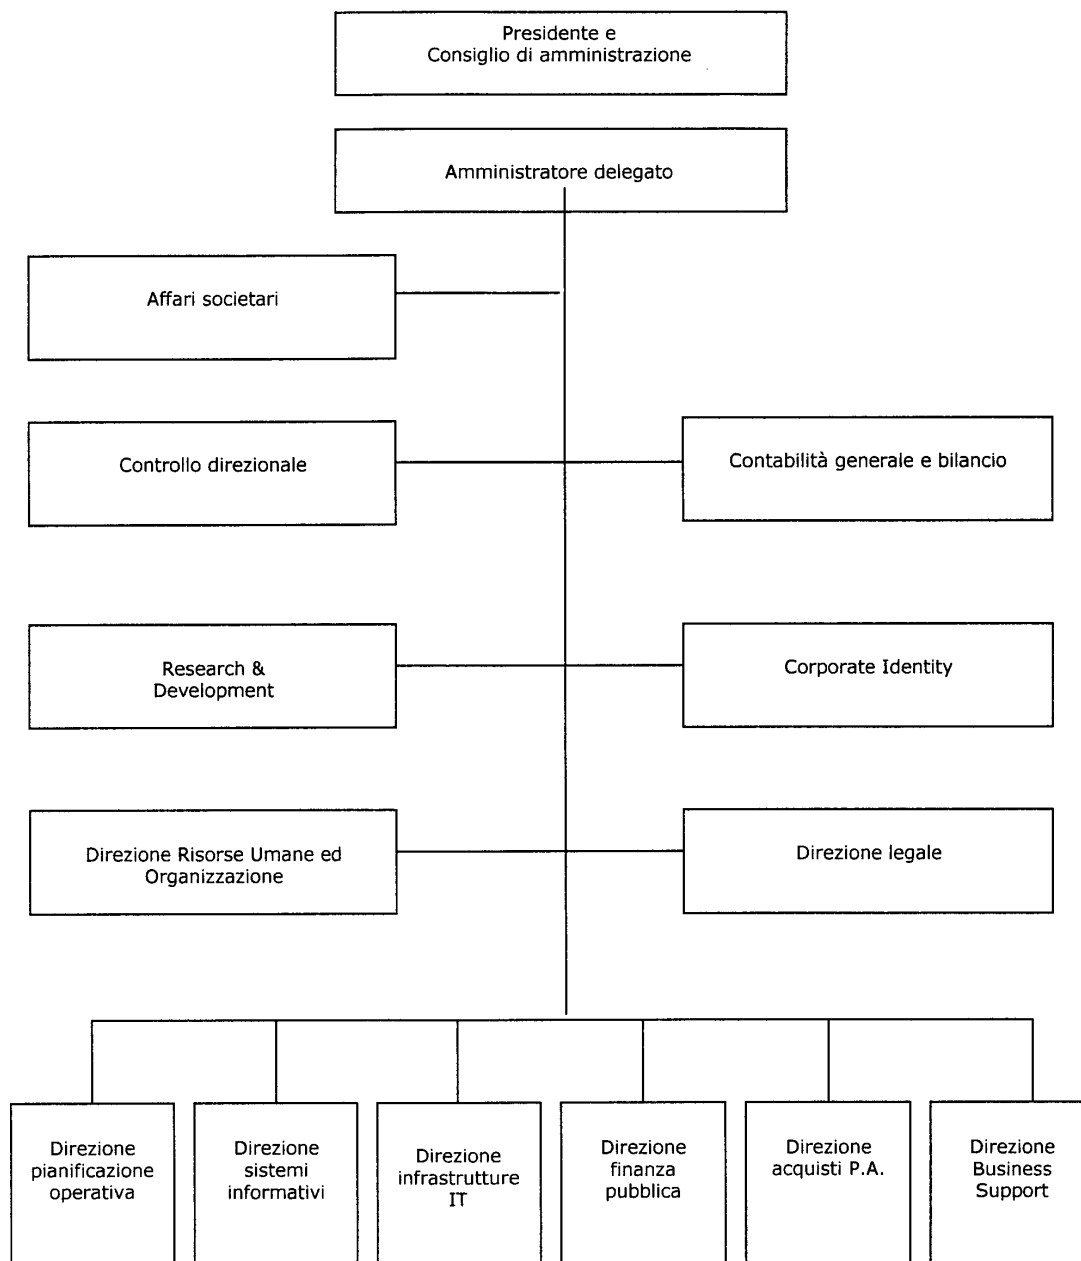 Presidente e
Consiglio di amministrazione
Amministratore delegato
Affari societari
Controllo direzionale
Contabilità generale e bilancio
Research &
Development
Corporate Identity
Direzione Risorse Umane ed
Organizzazione
Direzione legale
Direzione
pianificazione
operativa
Direzione
sistemi
informativi
Direzione
infrastrutture
IT
Direzione
finanza
pubblica
Direzione
acquisti P.A.
Direzione
Business
Support